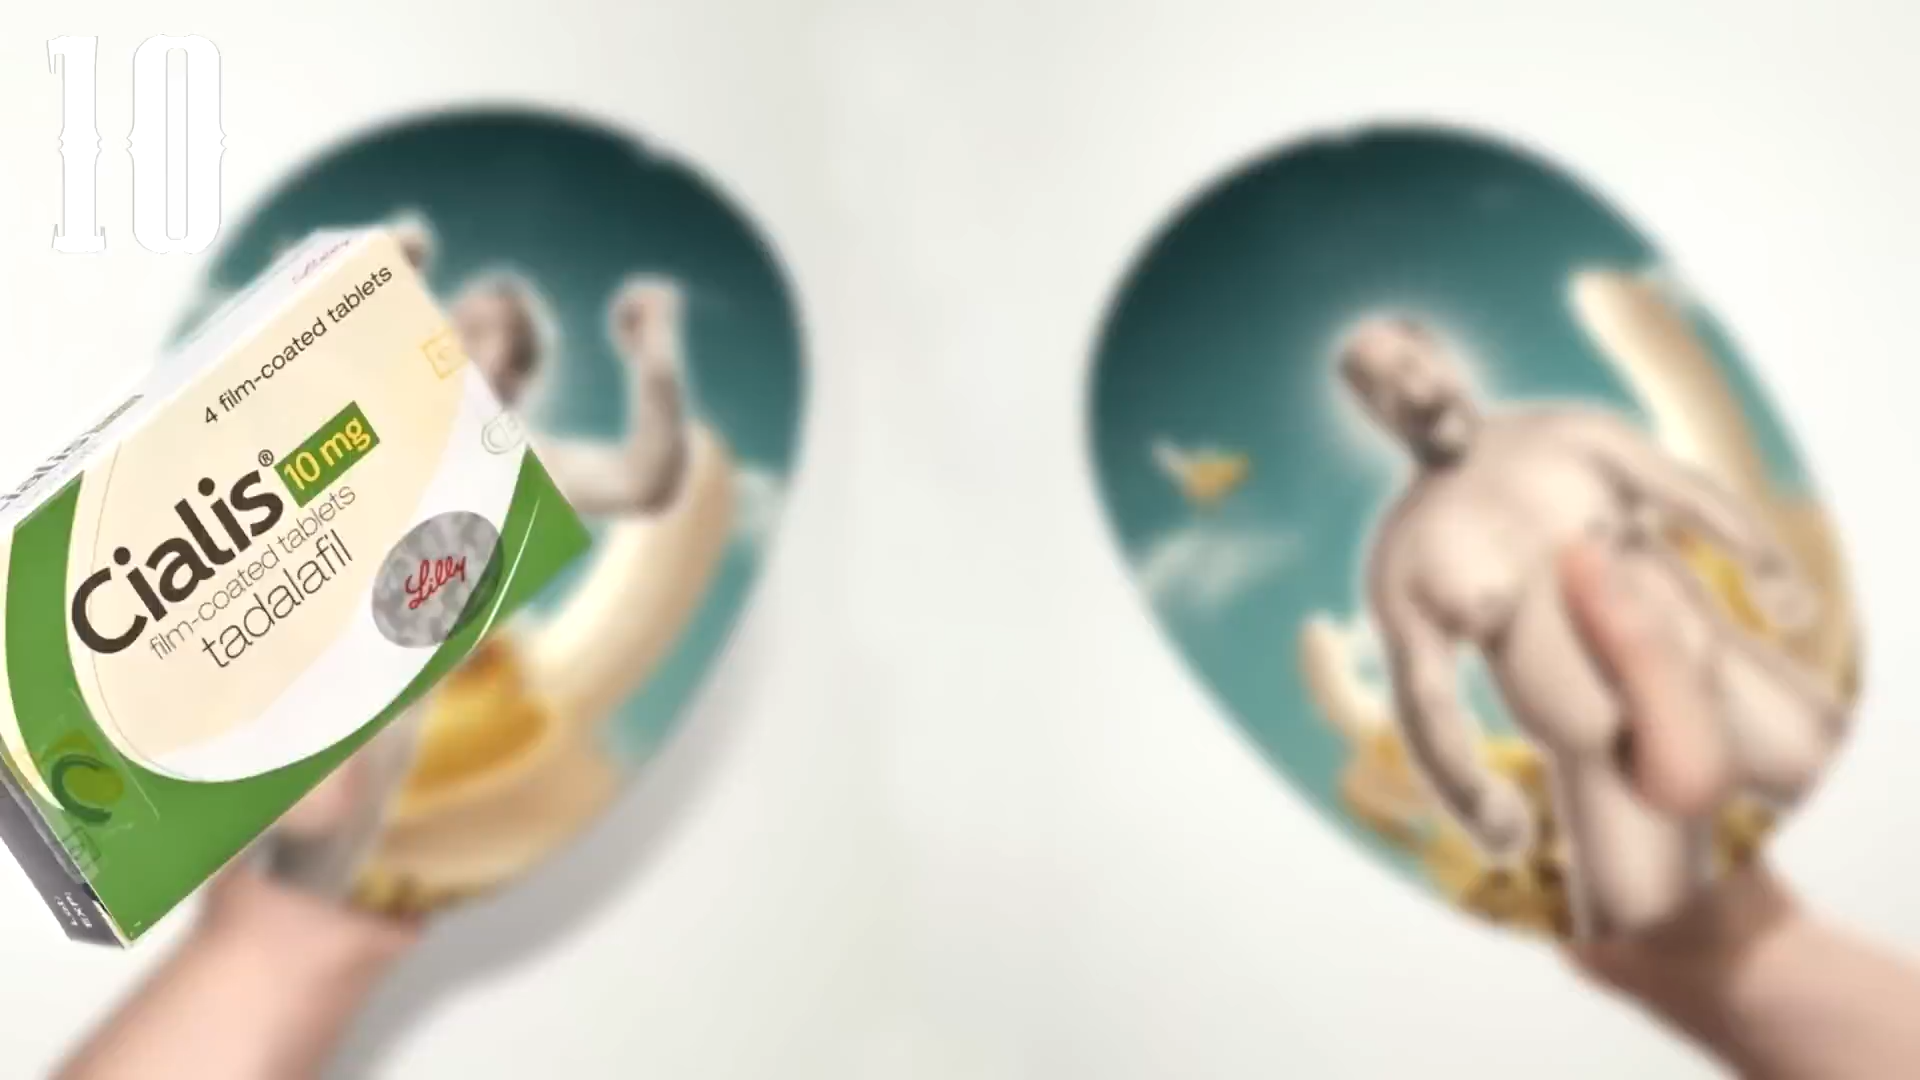 10
4 film-coated tablets
Cialis® 10 mg
film-coated tablets
tadalafil
Lilly